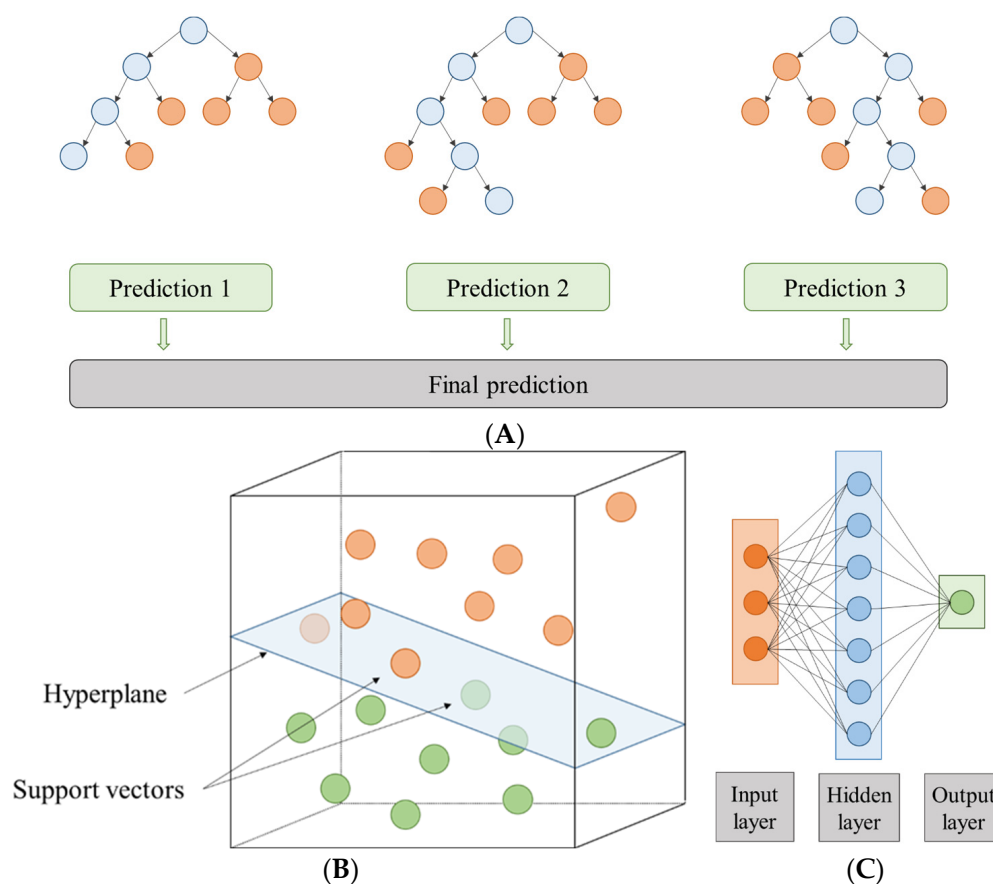 Prediction 1
Prediction 2
Prediction 3
Final prediction
(A)
Hyperplane
Support vectors
(B)
Input
layer
Hidden
layer
Output
layer
(C)